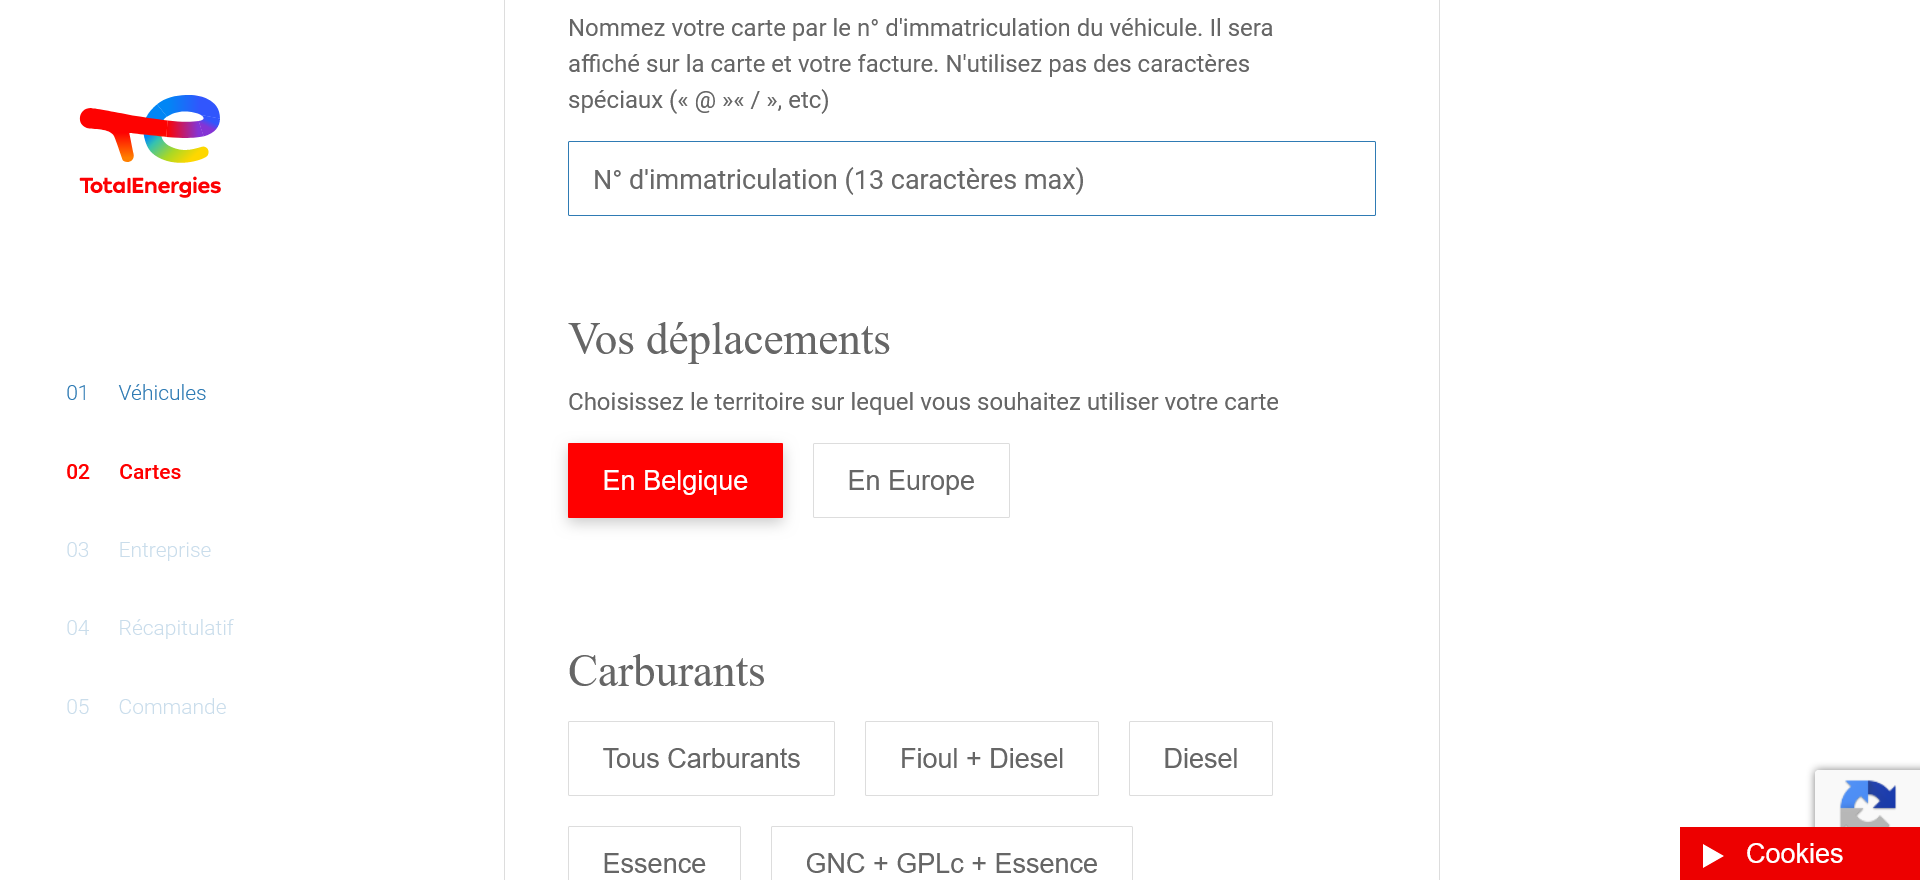 Nommez votre carte par le n° d'immatriculation du véhicule. Il sera
affiché sur la carte et votre facture. N'utilisez pas des caractères
spéciaux (« @ »« / », etc)
N° d'immatriculation (13 caractères max)
TotalEnergies
Vos déplacements
Choisissez le territoire sur lequel vous souhaitez utiliser votre carte
En Belgique
En Europe
01 Véhicules
02 Cartes
03 Entreprise
04 Récapitulatif
05 Commande
Carburants
Tous Carburants
Fioul + Diesel
Diesel
Essence
GNC + GPLc + Essence
Cookies